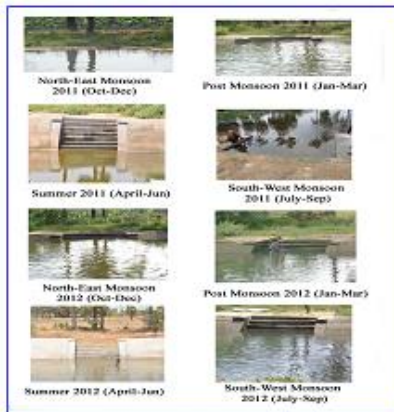 North-East Monsoon
2011 (Oct-Dec)
Post Monsoon 2011 (Jan-Mar)
Summer 2011 (April-Jun)
South-West Monsoon
2011 (July-Sep)
North-East Monsoon
2012 (Oct-Dec)
Post Monsoon 2012 (Jan-Mar)
Summer 2012 (April-Jun)
South-West Monsoon
2012 (July-Sep)